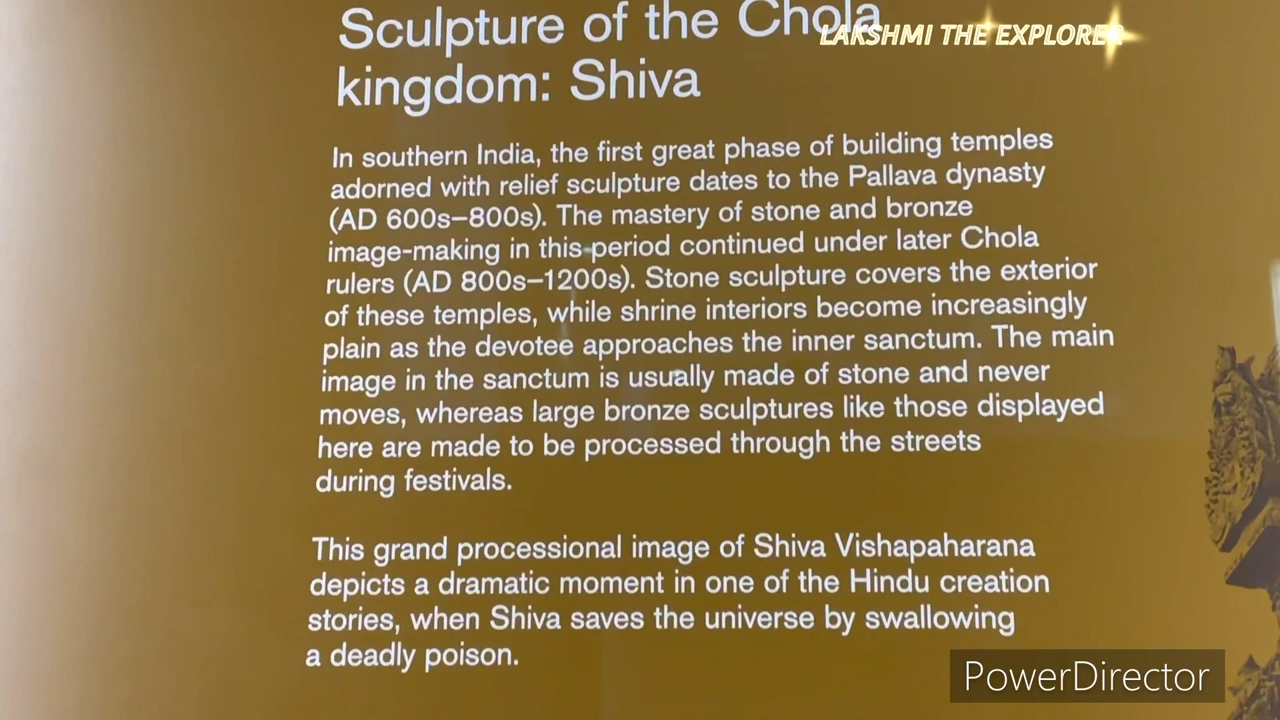 Sculpture of the Chola
LAKSHMI THE EXPLORER
kingdom: Shiva
In southern India, the first great phase of building temples
adorned with relief sculpture dates to the Pallava dynasty
(AD 600s–800s). The mastery of stone and bronze
image-making in this period continued under later Chola
rulers (AD 800s–1200s). Stone sculpture covers the exterior
of these temples, while shrine interiors become increasingly
plain as the devotee approaches the inner sanctum. The main
image in the sanctum is usually made of stone and never
moves, whereas large bronze sculptures like those displayed
here are made to be processed through the streets
during festivals.
This grand processional image of Shiva Vishapaharana
depicts a dramatic moment in one of the Hindu creation
stories, when Shiva saves the universe by swallowing
a deadly poison.
PowerDirector